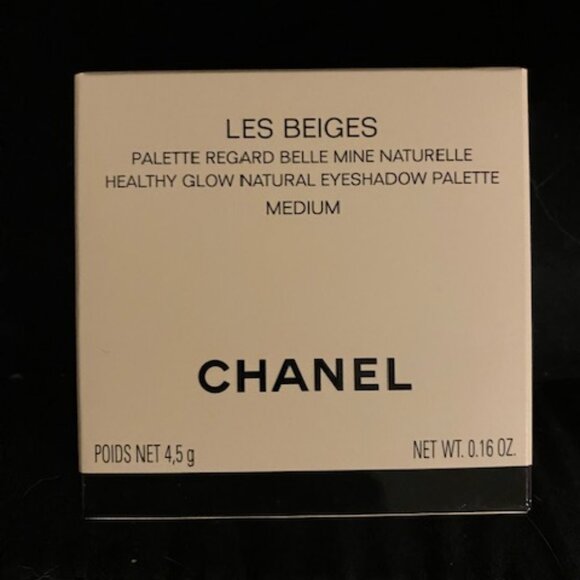 LES BEIGES
PALETTE REGARD BELLE MINE NATURELLE
HEALTHY GLOW NATURAL EYESHADOW PALETTE
MEDIUM
CHANEL
POIDS NET 4,5 g NET WT. 0.16 OZ.